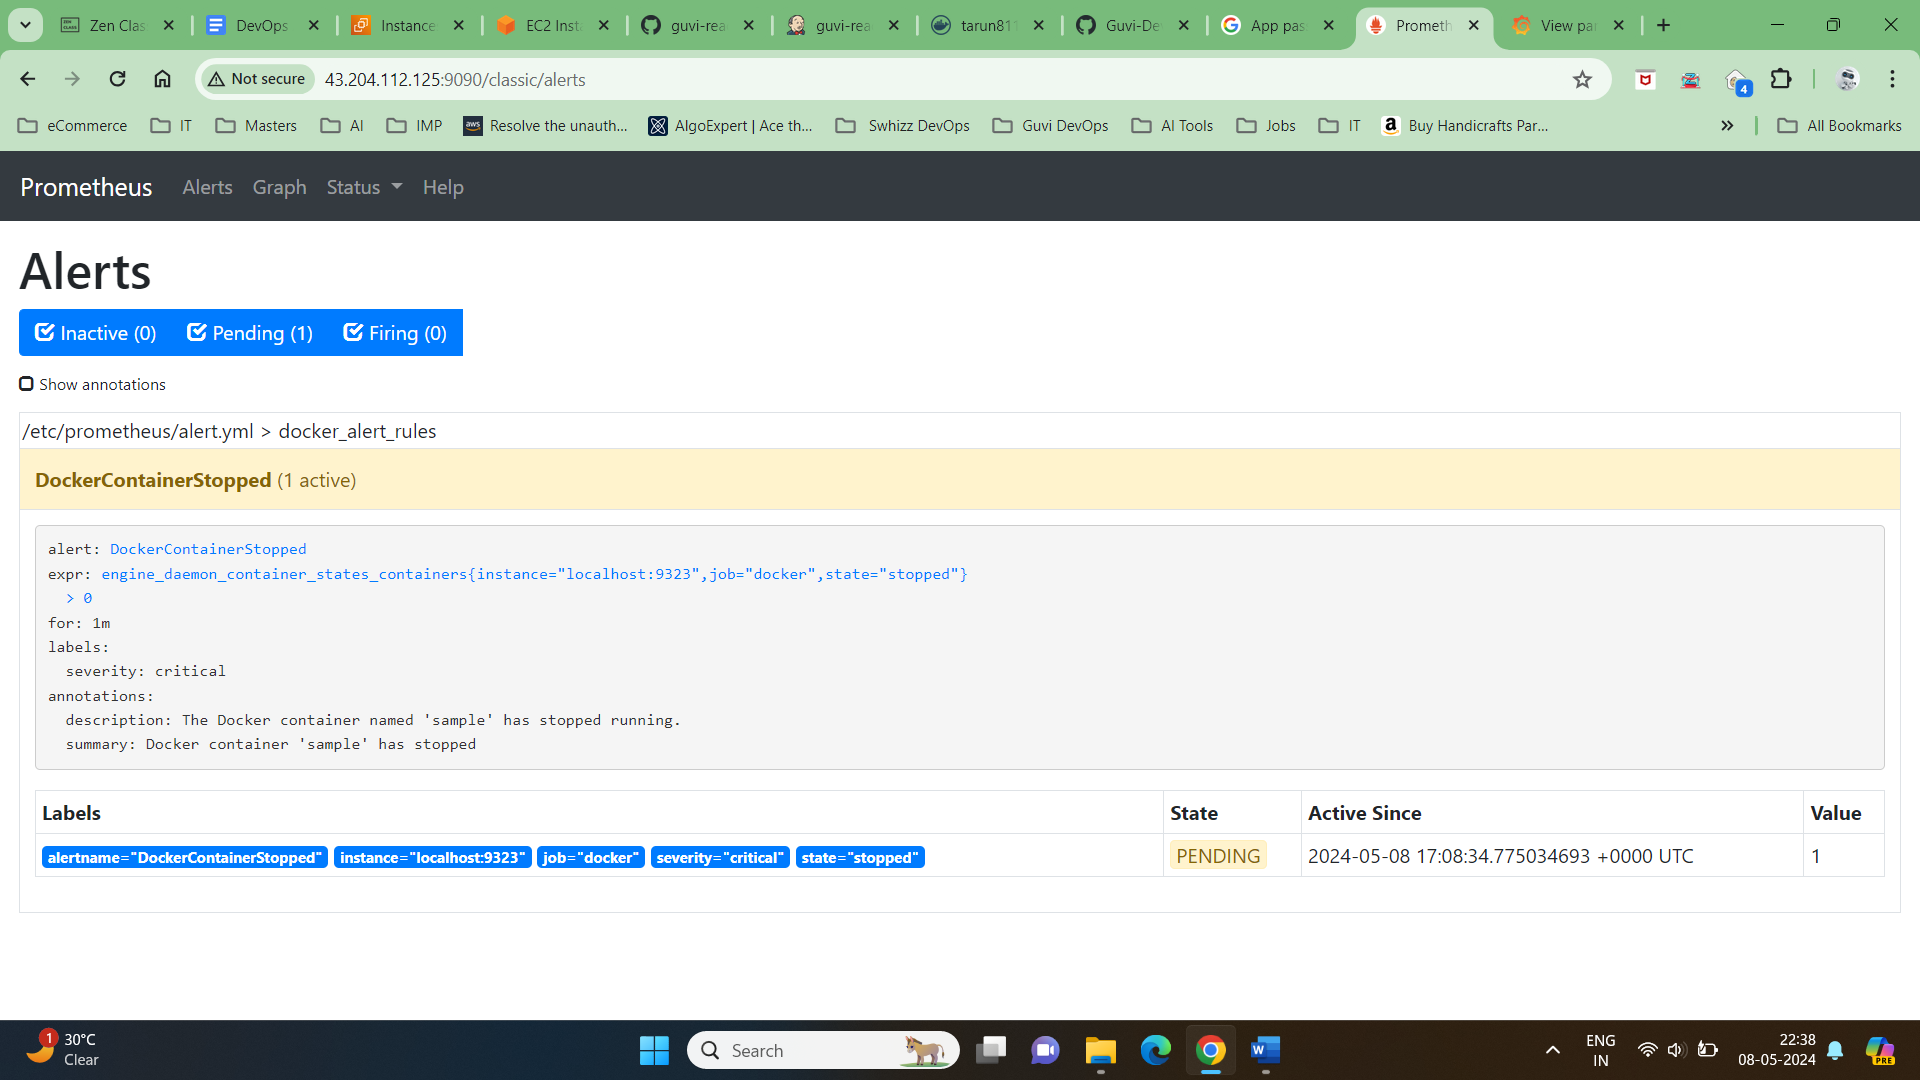 Zen Clas
DevOps
Instance
EC2 Inst
guvi-rea
guvi-rea
tarun811
Guvi-De
App pas
Prometh
View pa
Not secure
43.204.112.125:9090/classic/alerts
4
eCommerce
IT
Masters
AI
IMP
aws
Resolve the unauth...
AlgoExpert | Ace th...
Swhizz DevOps
Guvi DevOps
AI Tools
Jobs
IT
a
Buy Handicrafts Par...
»
All Bookmarks
Prometheus
Alerts
Graph
Status
Help
Alerts
Inactive (0)
Pending (1)
Firing (0)
Show annotations
/etc/prometheus/alert.yml > docker_alert_rules
DockerContainerStopped (1 active)
alert: DockerContainerStopped
expr: engine_daemon_container_states_containers{instance="localhost:9323",job="docker",state="stopped"}
> 0
for: 1m
labels:
severity: critical
annotations:
description: The Docker container named 'sample' has stopped running.
summary: Docker container 'sample' has stopped
Labels State Active Since Value
alertname="DockerContainerStopped" instance="localhost:9323" job="docker" severity="critical" state="stopped" PENDING 2024-05-08 17:08:34.775034693 +0000 UTC 1
1
30°C
Clear
Search
W
ENG
IN
22:38
08-05-2024
PRE